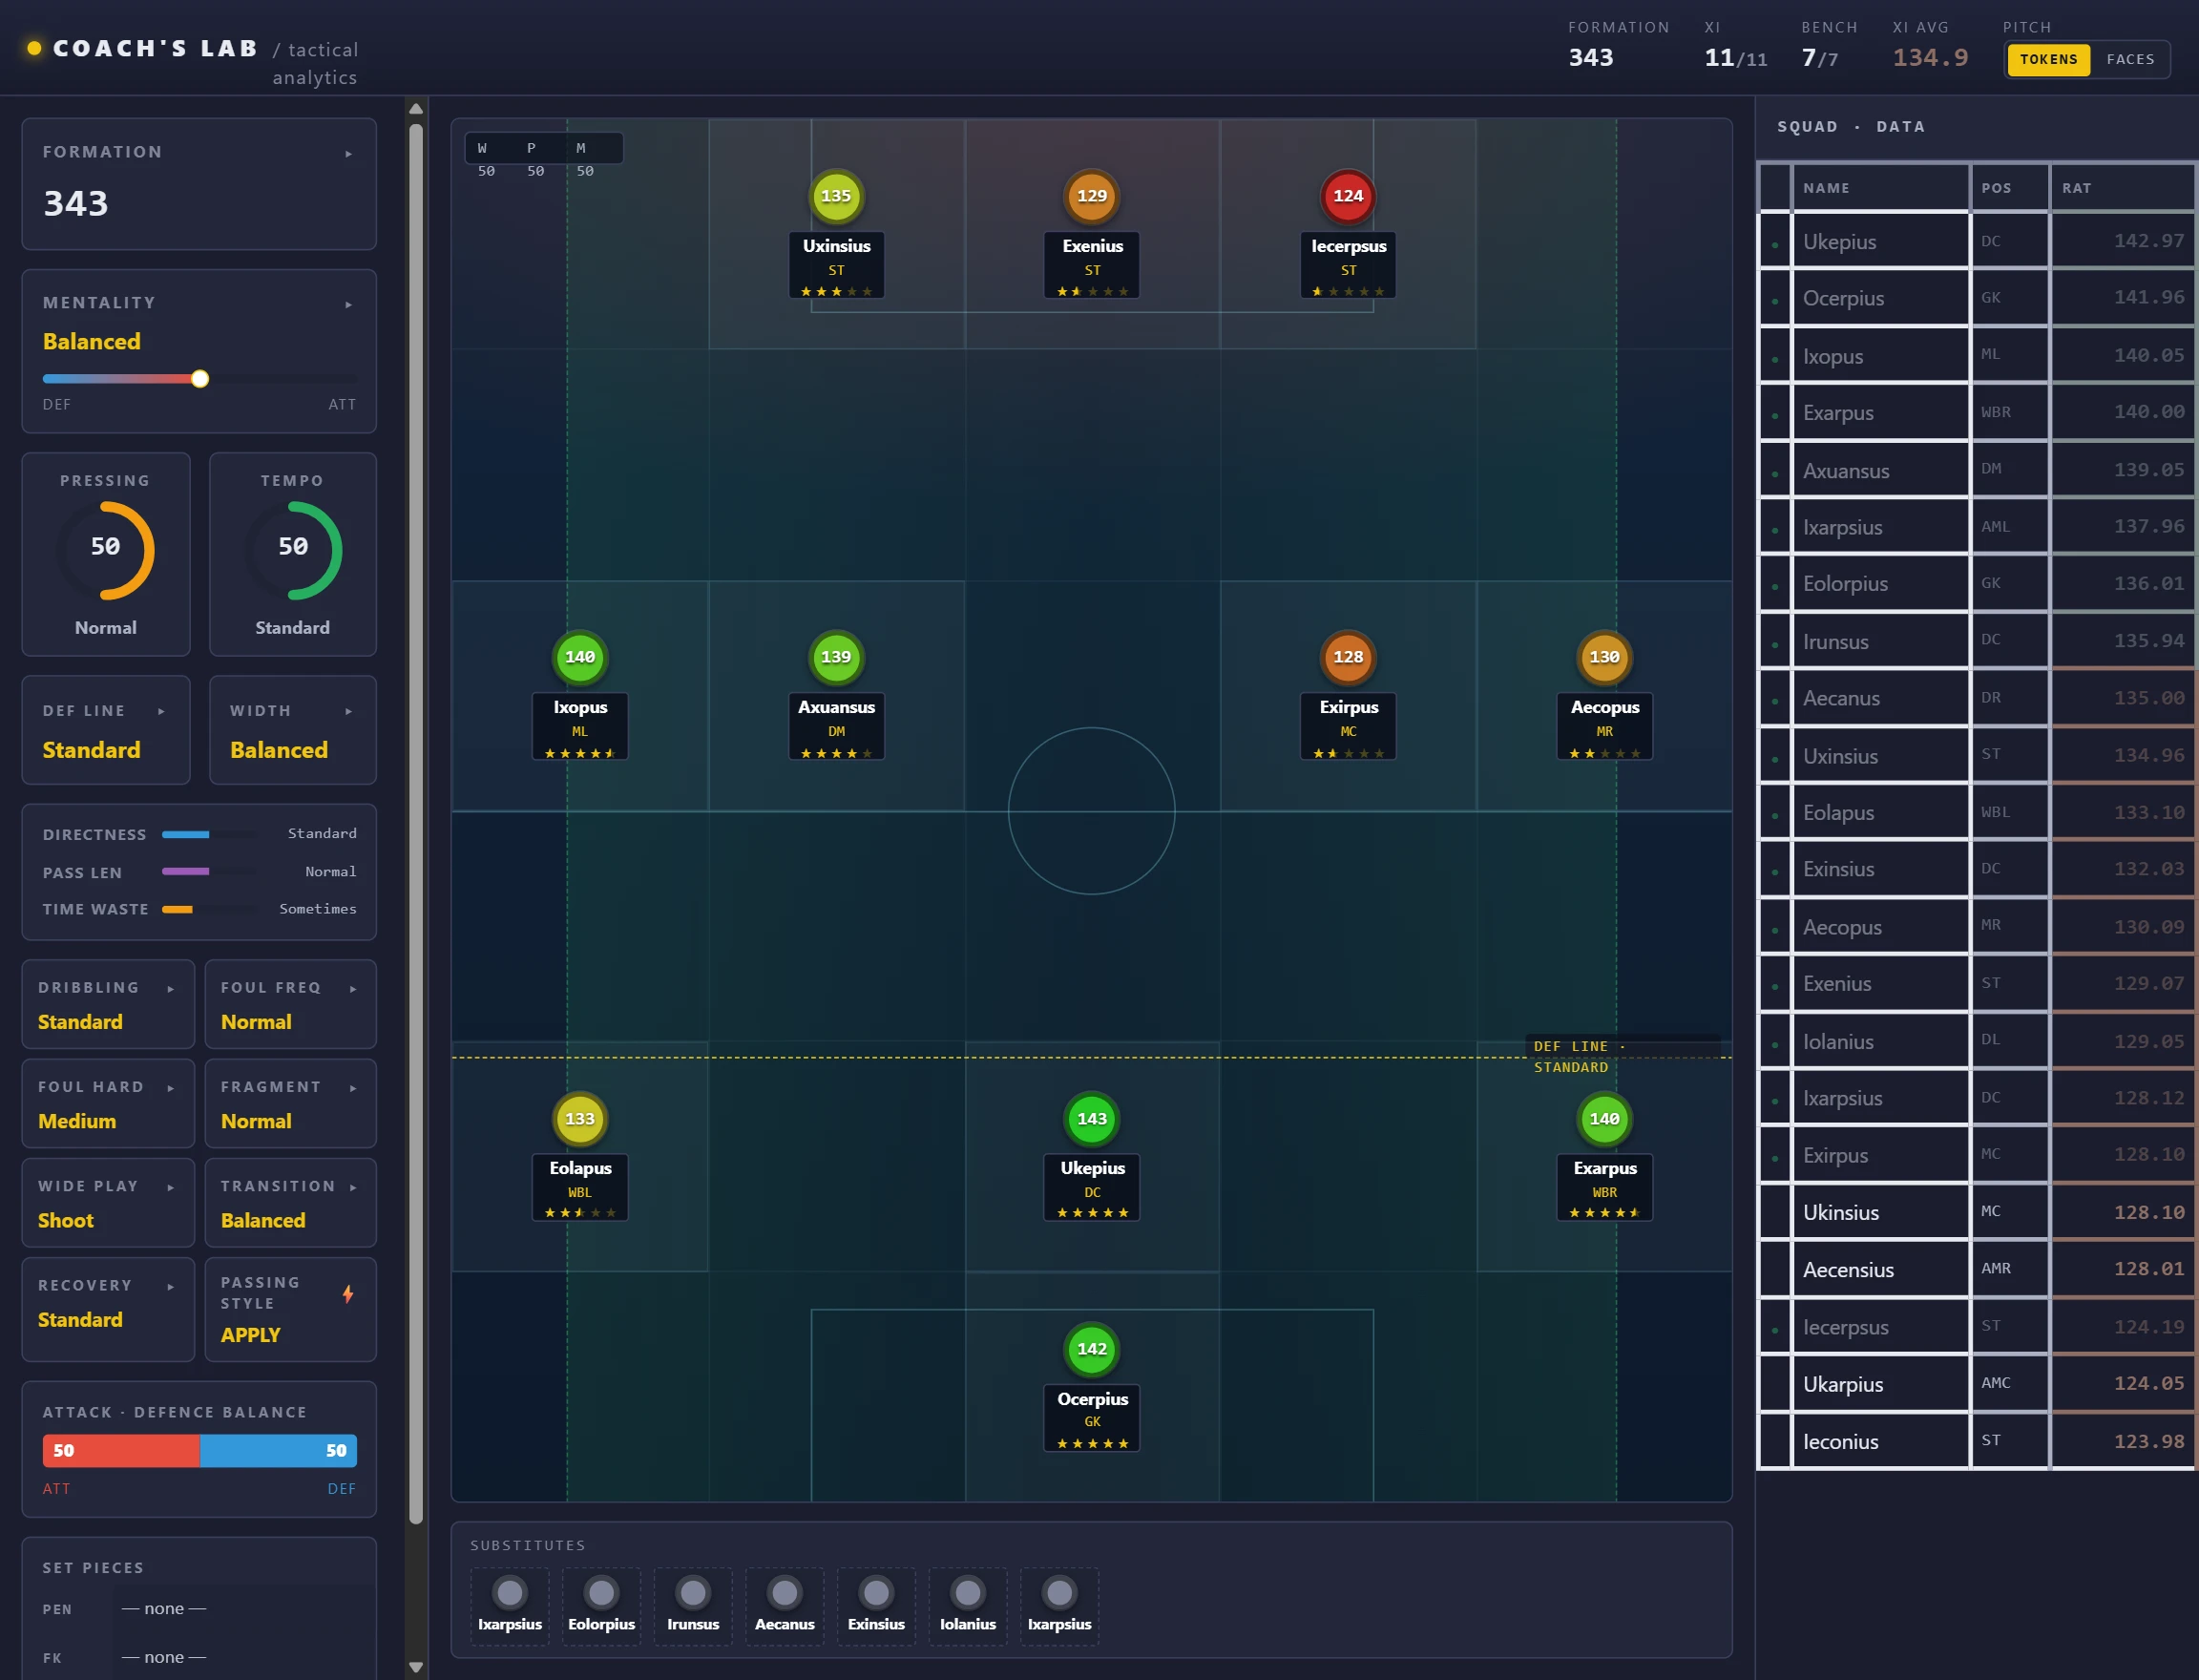 COACH'S LAB / tactical
analytics
FORMATION XI BENCH XI AVG PITCH
343 11/11 7/7 134.9 TOKENS FACES
FORMATION
343
MENTALITY
Balanced
DEF ATT
PRESSING TEMPO
50 50
Normal Standard
DEF LINE WIDTH
Standard Balanced
DIRECTNESS Standard
PASS LEN Normal
TIME WASTE Sometimes
DRIBBLING FOUL FREQ
Standard Normal
FOUL HARD FRAGMENT
Medium Normal
WIDE PLAY TRANSITION
Shoot Balanced
RECOVERY PASSING
STYLE
Standard APPLY
ATTACK · DEFENCE BALANCE
50 50
ATT DEF
SET PIECES
PEN — none —
FK — none —
W P M
50 50 50
135 129 124
Uxinsius Exenius Iecerpsus
ST ST ST
140 139 128 130
Ixopus Axuansus Exirpus Aecopus
ML DM MC MR
DEF LINE ·
STANDARD
133 143 140
Eolapus Ukepius Exarpus
WBL DC WBR
142
Ocerpius
GK
SUBSTITUTES
Ixarpsius Eolorpius Irunsus Aecanus Exinsius Iolanius Ixarpsius
SQUAD · DATA
NAME POS RAT
Ukepius DC 142.97
Ocerpius GK 141.96
Ixopus ML 140.05
Exarpus WBR 140.00
Axuansus DM 139.05
Ixarpsius AML 137.96
Eolorpius GK 136.01
Irunsus DC 135.94
Aecanus DR 135.00
Uxinsius ST 134.96
Eolapus WBL 133.10
Exinsius DC 132.03
Aecopus MR 130.09
Exenius ST 129.07
Iolanius DL 129.05
Ixarpsius DC 128.12
Exirpus MC 128.10
Ukinsius MC 128.10
Aecensius AMR 128.01
Iecerpsus ST 124.19
Ukarpius AMC 124.05
Ieconius ST 123.98